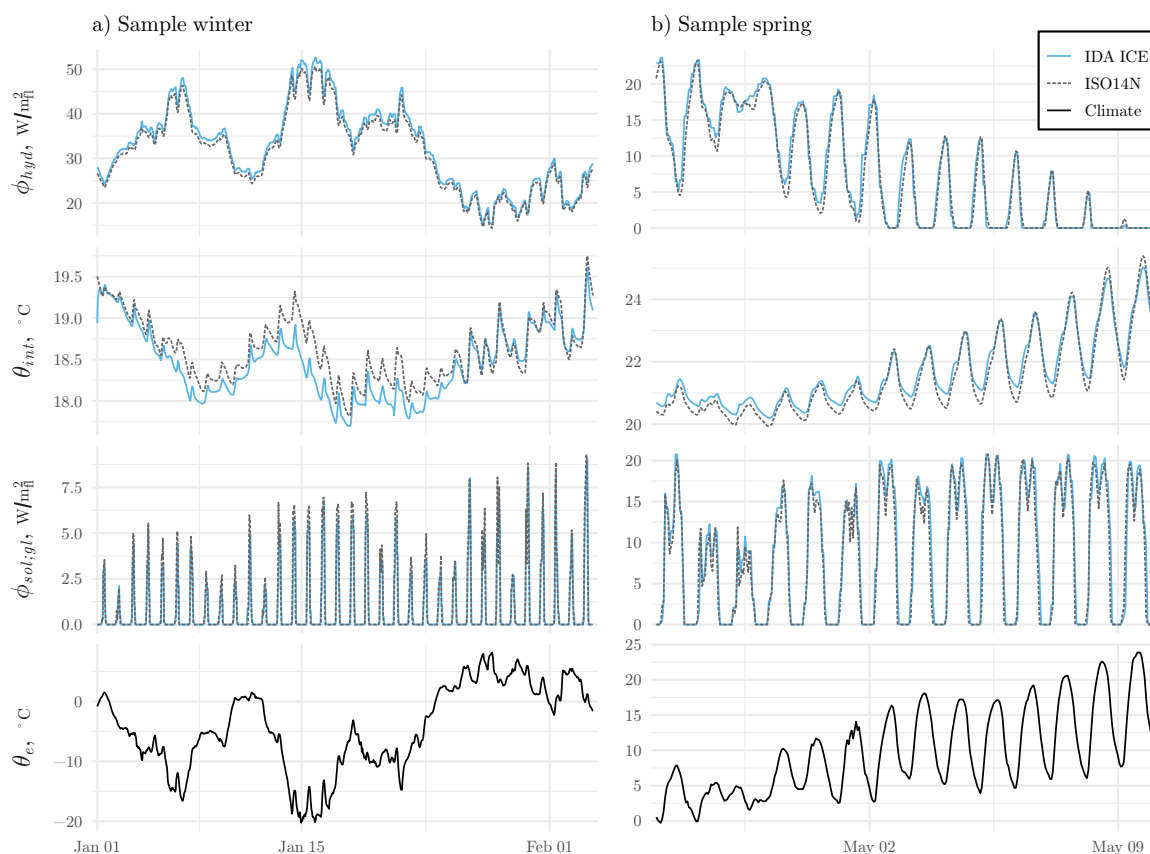 a) Sample winter
b) Sample spring
IDA ICE
ISO14N
Climate
ϕhyd, W/m²fl
50
40
30
20
20
15
10
5
0
θint, °C
19.5
19.0
18.5
18.0
24
22
20
ϕsol;gl, W/m²fl
7.5
5.0
2.5
0.0
20
15
10
5
0
θe, °C
0
−10
−20
25
20
15
10
5
0
Jan 01
Jan 15
Feb 01
May 02
May 09